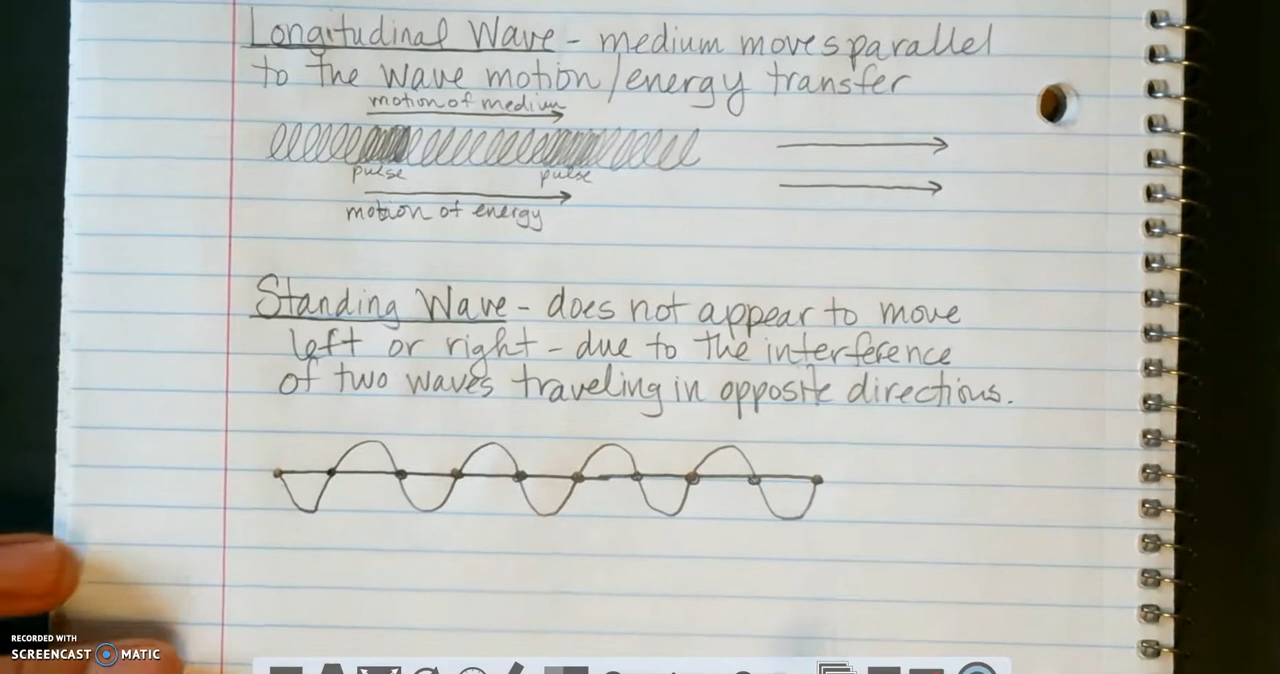 Longitudinal Wave - medium moves parallel
to the wave motion/energy transfer
motion of medium
pulse pulse
motion of energy
Standing Wave - does not appear to move
left or right - due to the interference
of two waves traveling in opposite directions.
RECORDED WITH
SCREENCAST MATIC